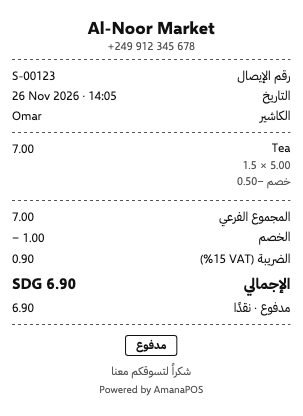 Al-Noor Market
+249 912 345 678
رقم الإيصال S-00123
التاريخ 26 Nov 2026 · 14:05
الكاشير Omar
Tea 7.00
1.5 × 5.00
خصم −0.50
المجموع الفرعي 7.00
الخصم − 1.00
الضريبة (VAT 15%) 0.90
الإجمالي SDG 6.90
مدفوع · نقدًا 6.90
مدفوع
شكراً لتسوقكم معنا
Powered by AmanaPOS